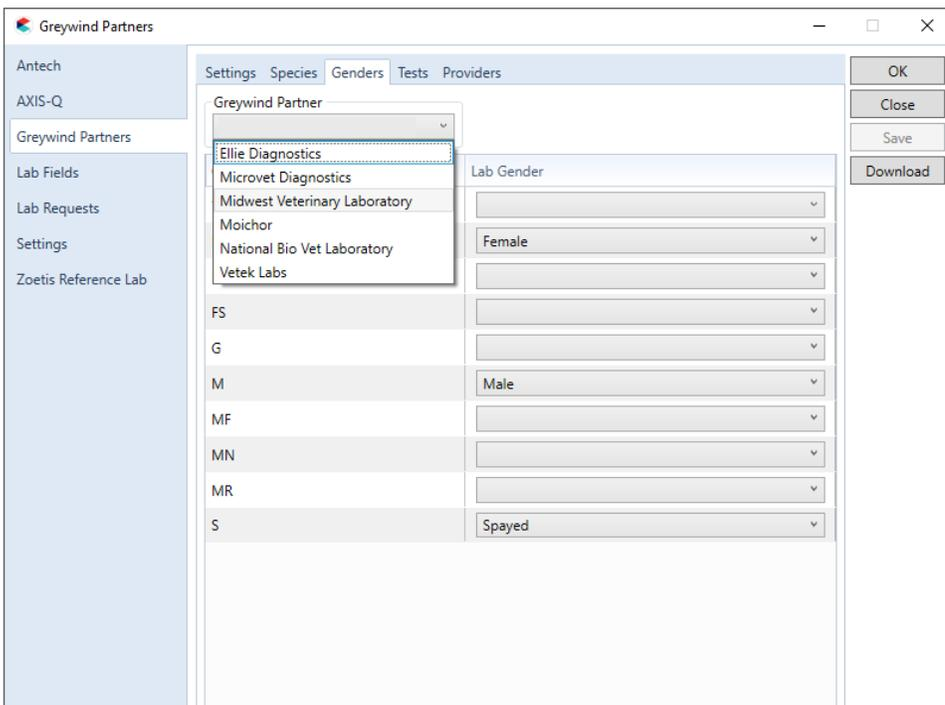 Greywind Partners
Antech
AXIS-Q
Greywind Partners
Lab Fields
Lab Requests
Settings
Zoetis Reference Lab
Settings Species Genders Tests Providers
Greywind Partner
Ellie Diagnostics
Microvet Diagnostics
Midwest Veterinary Laboratory
Moichor
National Bio Vet Laboratory
Vetek Labs
Lab Gender
Female
FS
G
M Male
MF
MN
MR
S Spayed
OK
Close
Save
Download